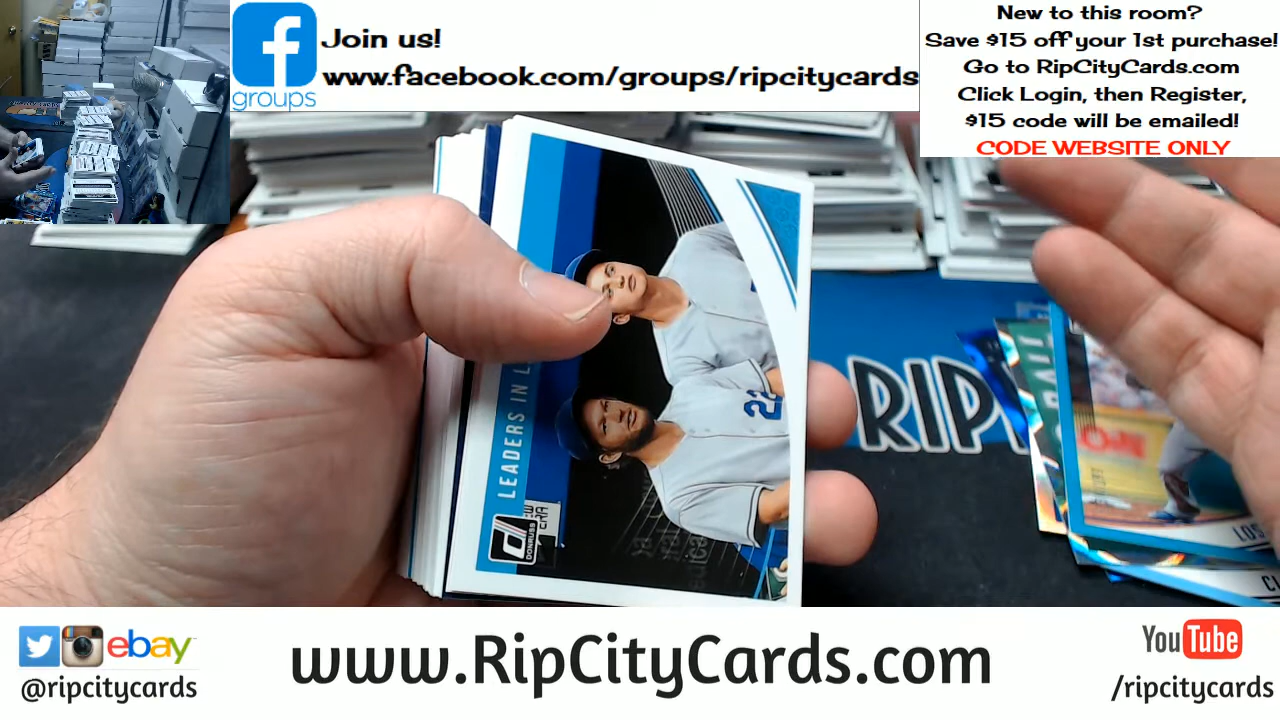 Join us!
www.facebook.com/groups/ripcitycards
groups
New to this room?
Save $15 off your 1st purchase!
Go to RipCityCards.com
Click Login, then Register,
$15 code will be emailed!
CODE WEBSITE ONLY
LEADERS IN
DONRUSS
22
RIP
LOS
ebay
@ripcitycards
www.RipCityCards.com
YouTube
/ripcitycards